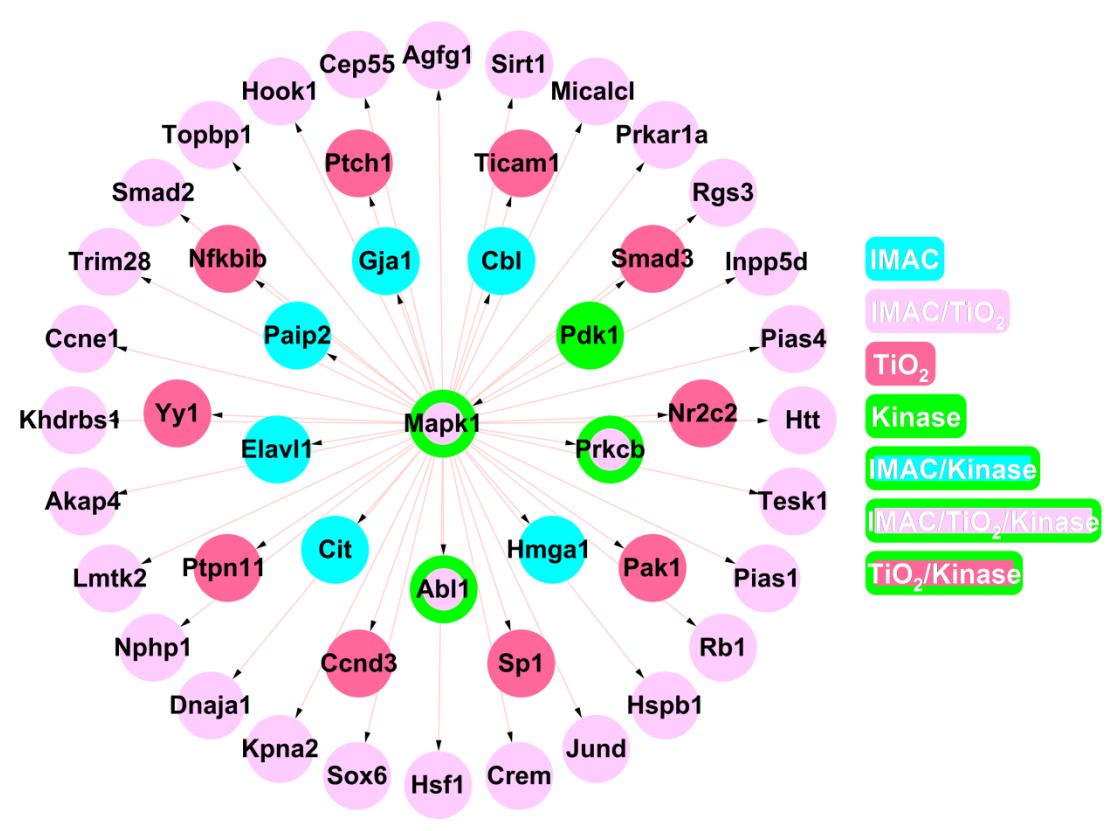 Agfg1
Cep55
Sirt1
Hook1
Micalcl
Topbp1
Prkar1a
Ptch1
Ticam1
Smad2
Rgs3
Trim28
Nfkbib
Gja1
Cbl
Smad3
Inpp5d
Ccne1
Paip2
Pdk1
Pias4
Khdrbs1
Yy1
Mapk1
Nr2c2
Htt
Elavl1
Prkcb
Akap4
Tesk1
Lmtk2
Ptpn11
Cit
Abl1
Hmga1
Pak1
Pias1
Nphp1
Rb1
Dnaja1
Ccnd3
Sp1
Hspb1
Kpna2
Sox6
Hsf1
Crem
Jund
IMAC
IMAC/TiO₂
TiO₂
Kinase
IMAC/Kinase
IMAC/TiO₂/Kinase
TiO₂/Kinase